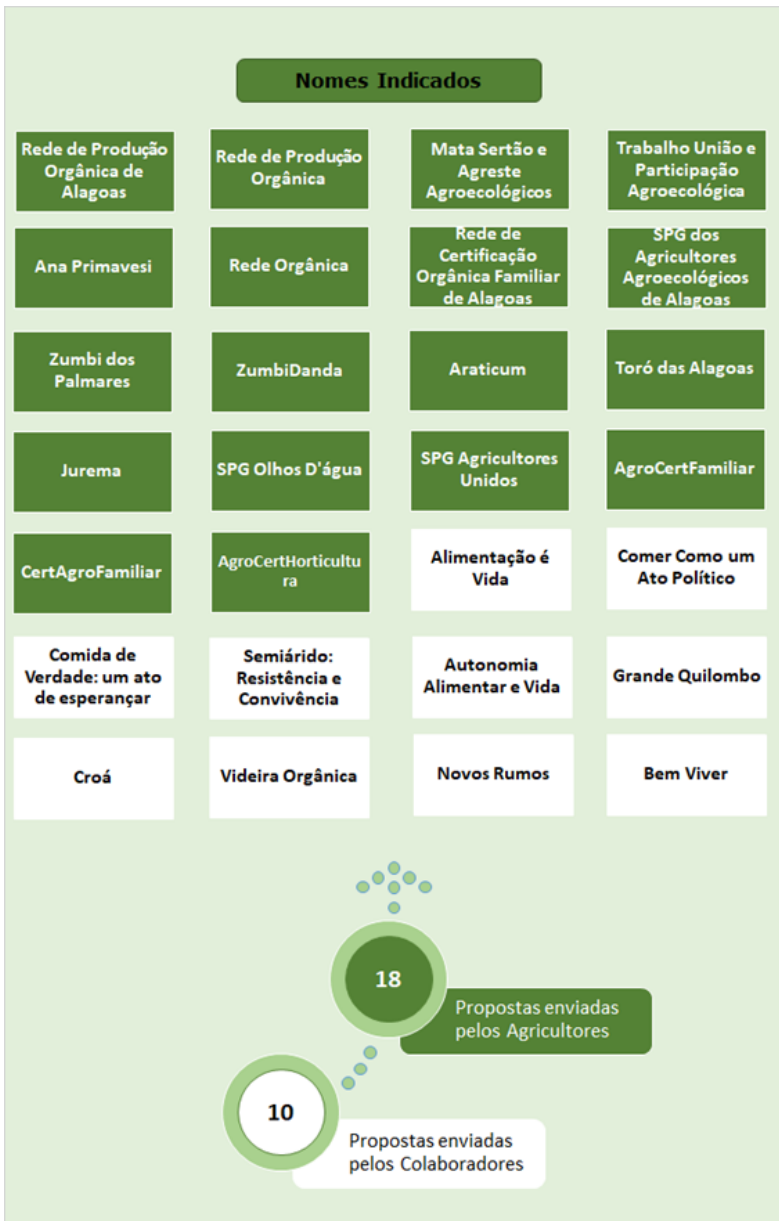 Nomes Indicados
Rede de Produção
Orgânica de
Alagoas
Rede de Produção
Orgânica
Mata Sertão e
Agreste
Agroecológicos
Trabalho União e
Participação
Agroecológica
Ana Primavesi
Rede Orgânica
Rede de
Certificação
Orgânica Familiar
de Alagoas
SPG dos
Agricultores
Agroecológicos
de Alagoas
Zumbi dos
Palmares
ZumbiDanda
Araticum
Toró das Alagoas
Jurema
SPG Olhos D'água
SPG Agricultores
Unidos
AgroCertFamiliar
CertAgroFamiliar
AgroCertHorticultu
ra
Alimentação é
Vida
Comer Como um
Ato Político
Comida de
Verdade: um ato
de esperançar
Semiárido:
Resistência e
Convivência
Autonomia
Alimentar e Vida
Grande Quilombo
Croá
Videira Orgânica
Novos Rumos
Bem Viver
18
Propostas enviadas
pelos Agricultores
10
Propostas enviadas
pelos Colaboradores